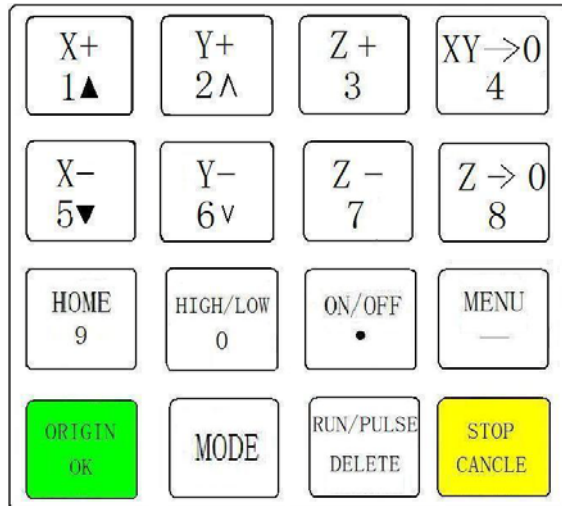 X+ Y+ Z + XY→0
1▲ 2∧ 3 4
X− Y− Z − Z → 0
5▼ 6∨ 7 8
HOME HIGH/LOW ON/OFF MENU
9 0 • —
ORIGIN MODE RUN/PULSE STOP
OK DELETE CANCLE